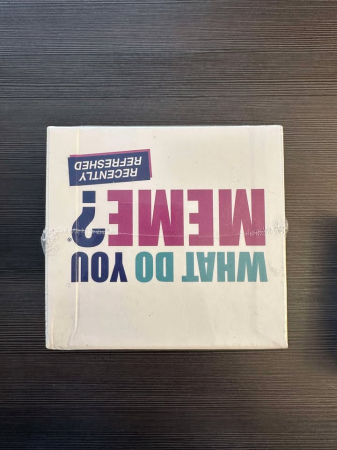 WHAT DO YOU
MEME?®
RECENTLY
REFRESHED